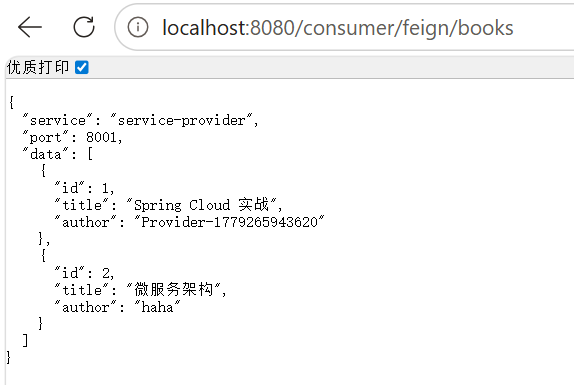 localhost:8080/consumer/feign/books
优质打印
{
  "service": "service-provider",
  "port": 8001,
  "data": [
    {
      "id": 1,
      "title": "Spring Cloud 实战",
      "author": "Provider-1779265943620"
    },
    {
      "id": 2,
      "title": "微服务架构",
      "author": "haha"
    }
  ]
}